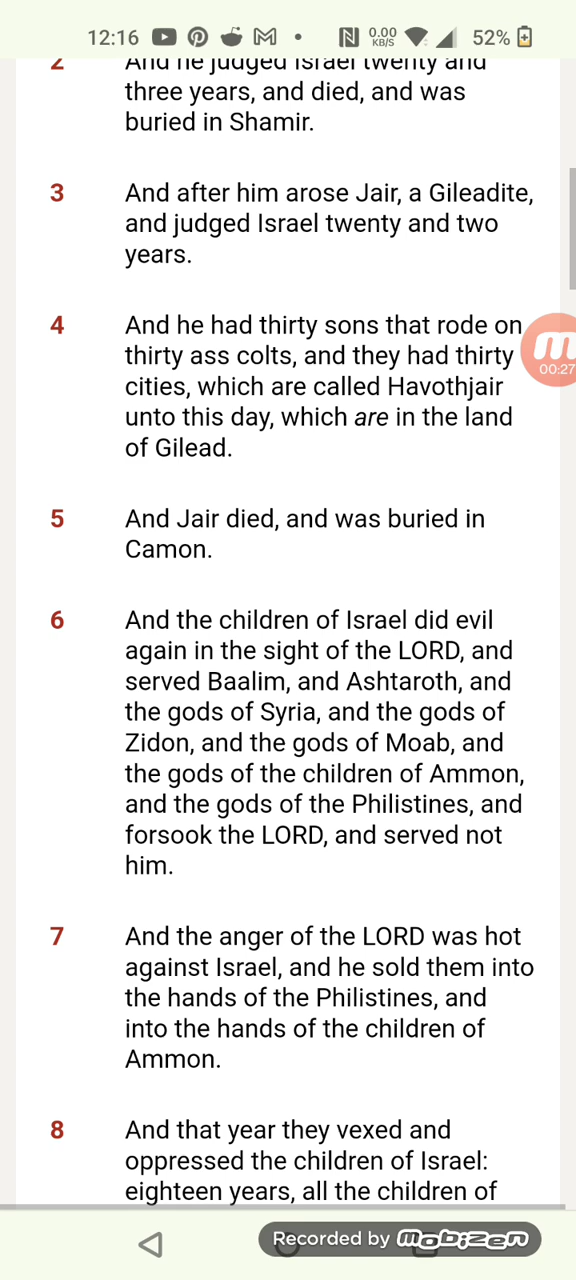 12:16
0.00
KB/S
52%
2 And he judged Israel twenty and
three years, and died, and was
buried in Shamir.
3 And after him arose Jair, a Gileadite,
and judged Israel twenty and two
years.
4 And he had thirty sons that rode on
thirty ass colts, and they had thirty
cities, which are called Havothjair
unto this day, which are in the land
of Gilead.
00:27
5 And Jair died, and was buried in
Camon.
6 And the children of Israel did evil
again in the sight of the LORD, and
served Baalim, and Ashtaroth, and
the gods of Syria, and the gods of
Zidon, and the gods of Moab, and
the gods of the children of Ammon,
and the gods of the Philistines, and
forsook the LORD, and served not
him.
7 And the anger of the LORD was hot
against Israel, and he sold them into
the hands of the Philistines, and
into the hands of the children of
Ammon.
8 And that year they vexed and
oppressed the children of Israel:
eighteen years, all the children of
Recorded by Mobizen